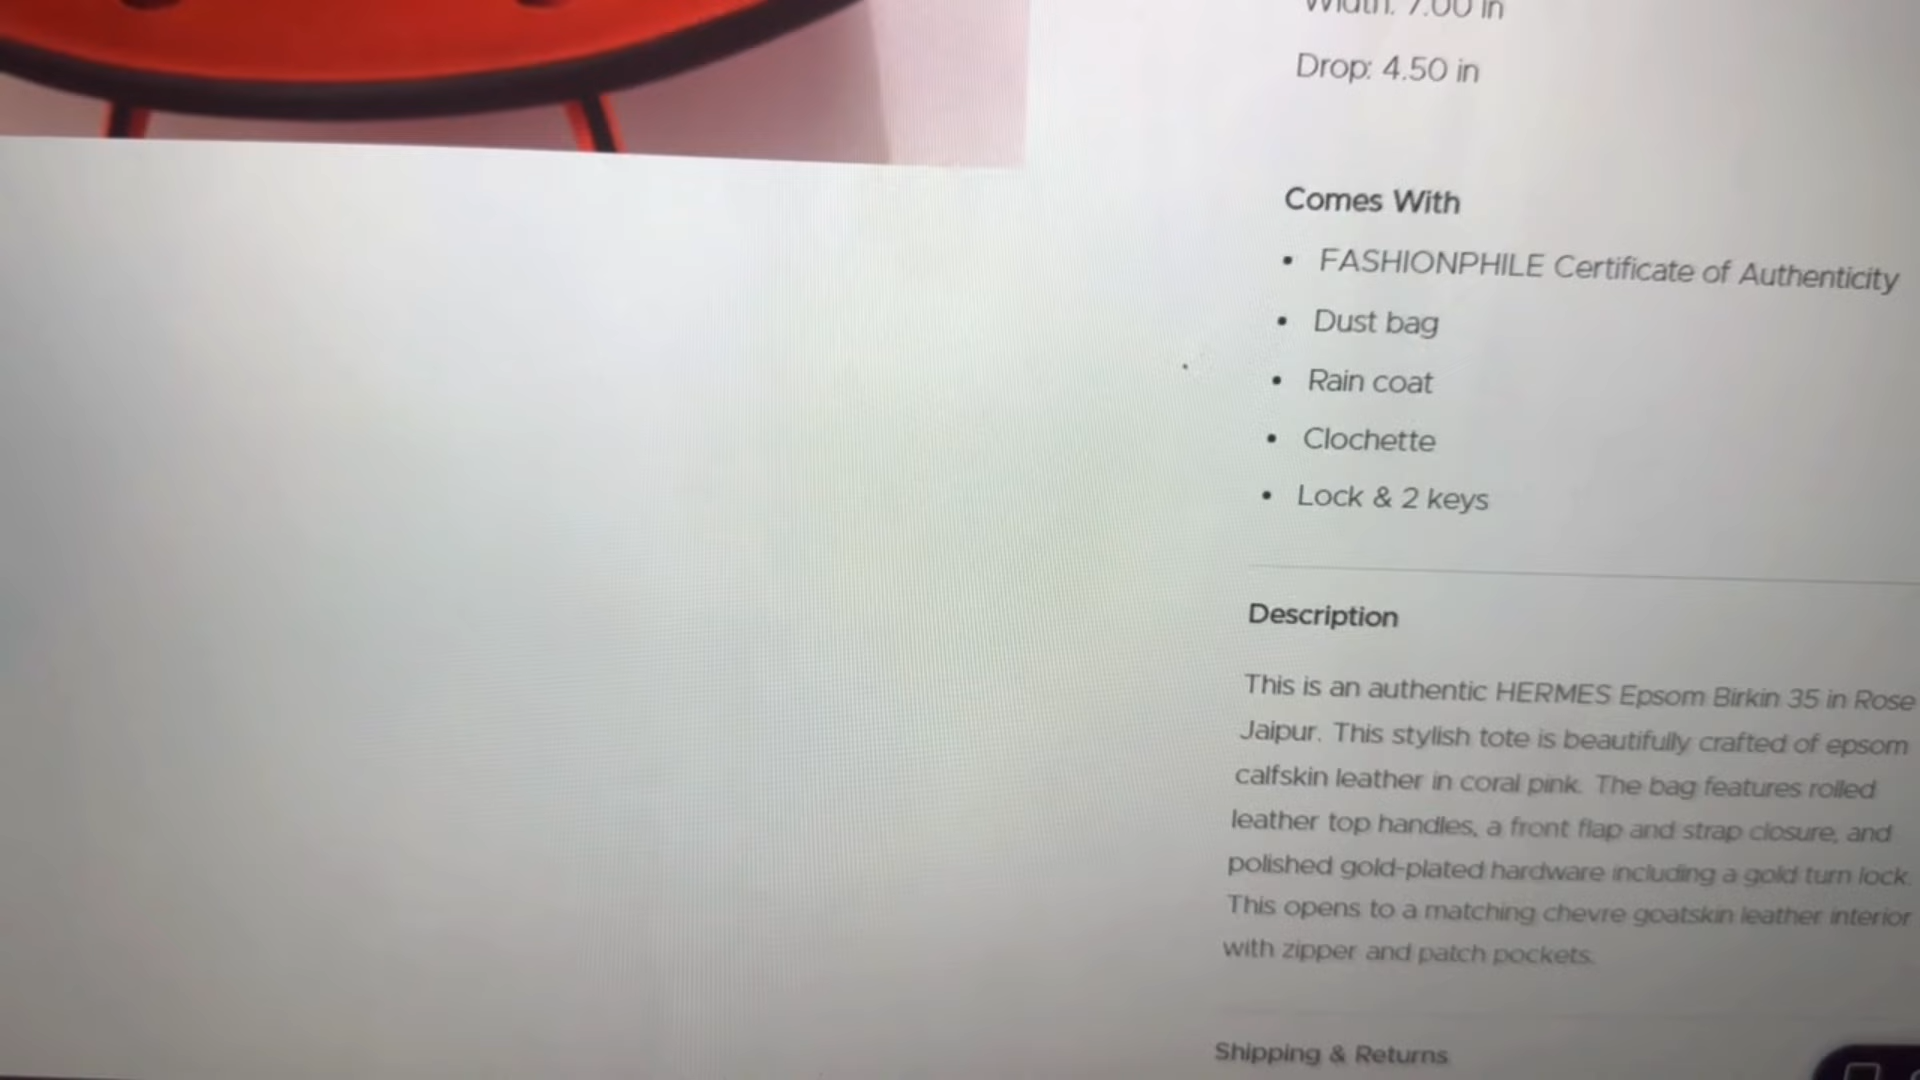 Width: 7.00 in
Drop: 4.50 in
Comes With
• FASHIONPHILE Certificate of Authenticity
• Dust bag
• Rain coat
• Clochette
• Lock & 2 keys
Description
This is an authentic HERMES Epsom Birkin 35 in Rose
Jaipur. This stylish tote is beautifully crafted of epsom
calfskin leather in coral pink. The bag features rolled
leather top handles, a front flap and strap closure, and
polished gold-plated hardware including a gold turn lock.
This opens to a matching chevre goatskin leather interior
with zipper and patch pockets.
Shipping & Returns